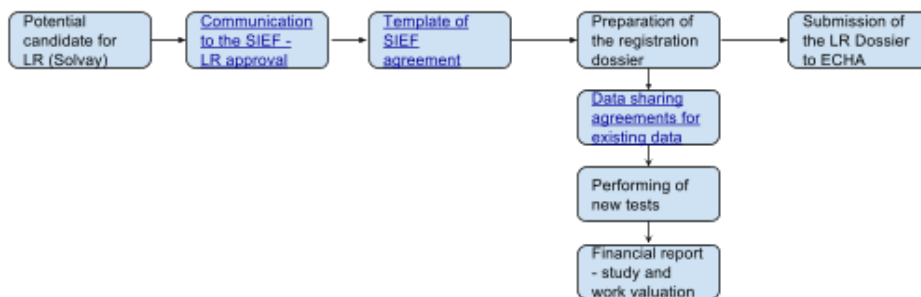 Potential
candidate for
LR (Solvay)
Communication
to the SIEF -
LR approval
Template of
SIEF
agreement
Preparation of
the registration
dossier
Submission of
the LR Dossier
to ECHA
Data sharing
agreements for
existing data
Performing of
new tests
Financial report
- study and
work valuation